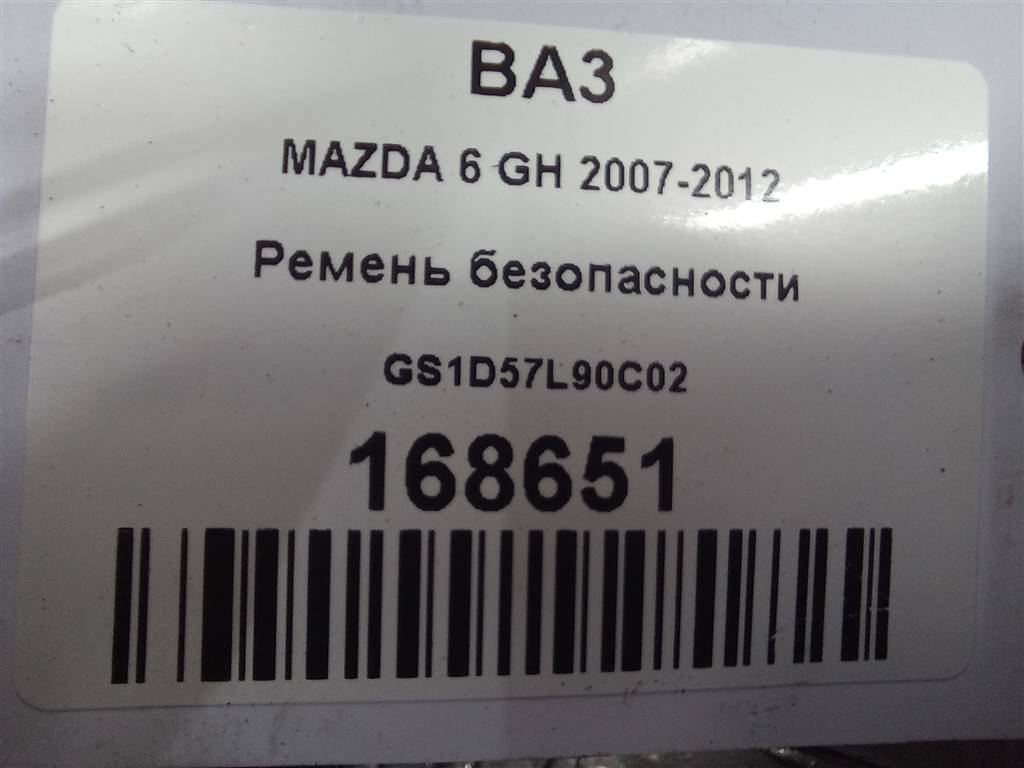 ВАЗ
MAZDA 6 GH 2007-2012
Ремень безопасности
GS1D57L90C02
168651